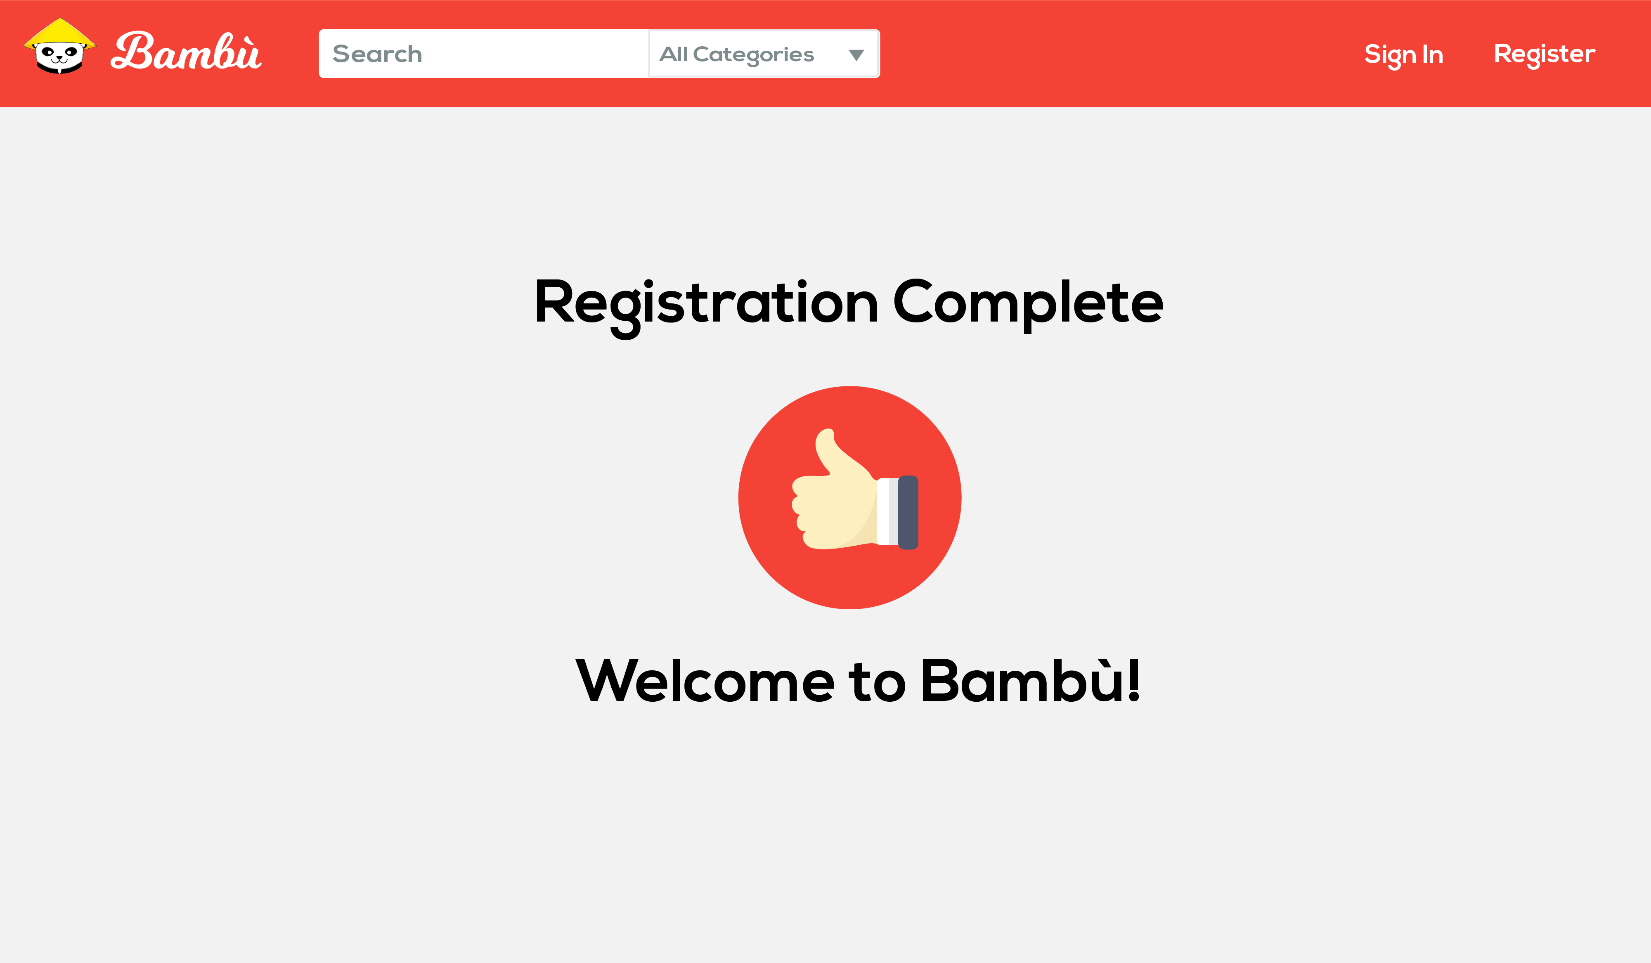 Bambù
Search
All Categories
Sign In
Register
Registration Complete
Welcome to Bambù!